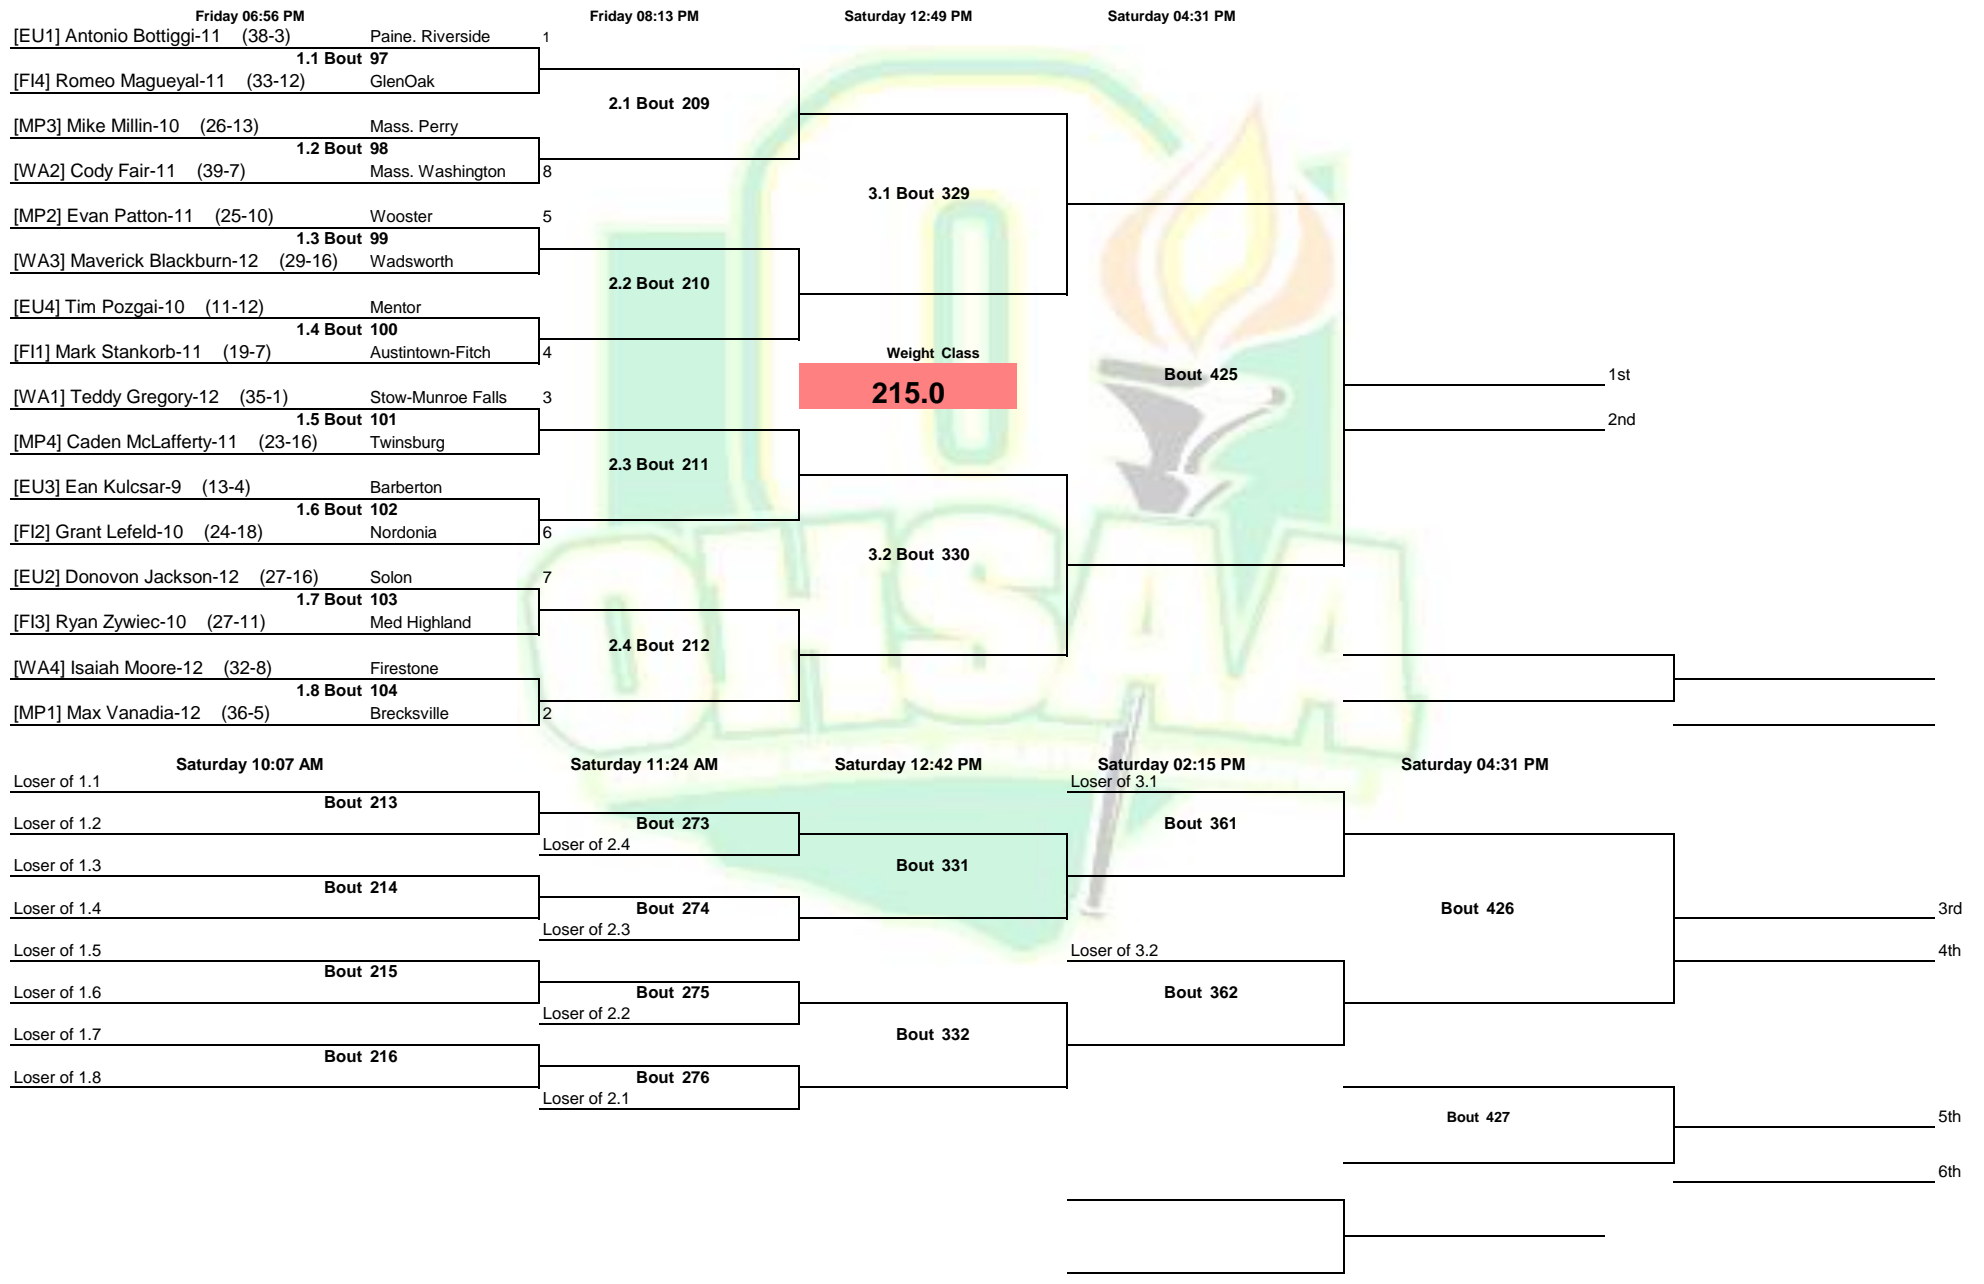 Friday 06:56 PM Friday 08:13 PM Saturday 12:49 PM Saturday 04:31 PM
[EU1] Antonio Bottiggi-11 (38-3) Paine. Riverside 1
1.1 Bout 97
[FI4] Romeo Magueyal-11 (33-12) GlenOak
2.1 Bout 209
[MP3] Mike Millin-10 (26-13) Mass. Perry
1.2 Bout 98
[WA2] Cody Fair-11 (39-7) Mass. Washington 8
3.1 Bout 329
[MP2] Evan Patton-11 (25-10) Wooster 5
1.3 Bout 99
[WA3] Maverick Blackburn-12 (29-16) Wadsworth
2.2 Bout 210
[EU4] Tim Pozgai-10 (11-12) Mentor
1.4 Bout 100
[FI1] Mark Stankorb-11 (19-7) Austintown-Fitch 4
Weight Class
Bout 425
1st
215.0
[WA1] Teddy Gregory-12 (35-1) Stow-Munroe Falls 3
1.5 Bout 101
2nd
[MP4] Caden McLafferty-11 (23-16) Twinsburg
2.3 Bout 211
[EU3] Ean Kulcsar-9 (13-4) Barberton
1.6 Bout 102
[FI2] Grant Lefeld-10 (24-18) Nordonia 6
3.2 Bout 330
[EU2] Donovon Jackson-12 (27-16) Solon 7
1.7 Bout 103
[FI3] Ryan Zywiec-10 (27-11) Med Highland
2.4 Bout 212
[WA4] Isaiah Moore-12 (32-8) Firestone
1.8 Bout 104
[MP1] Max Vanadia-12 (36-5) Brecksville 2
OHSAA
Saturday 10:07 AM Saturday 11:24 AM Saturday 12:42 PM Saturday 02:15 PM Saturday 04:31 PM
Loser of 1.1 Loser of 3.1
Bout 213
Loser of 1.2 Bout 273 Bout 361
Loser of 2.4
Loser of 1.3 Bout 331
Bout 214
Loser of 1.4 Bout 274 Bout 426 3rd
Loser of 2.3
Loser of 1.5 Loser of 3.2 4th
Bout 215
Loser of 1.6 Bout 275 Bout 362
Loser of 2.2
Loser of 1.7 Bout 332
Bout 216
Loser of 1.8 Bout 276
Loser of 2.1
Bout 427 5th
6th